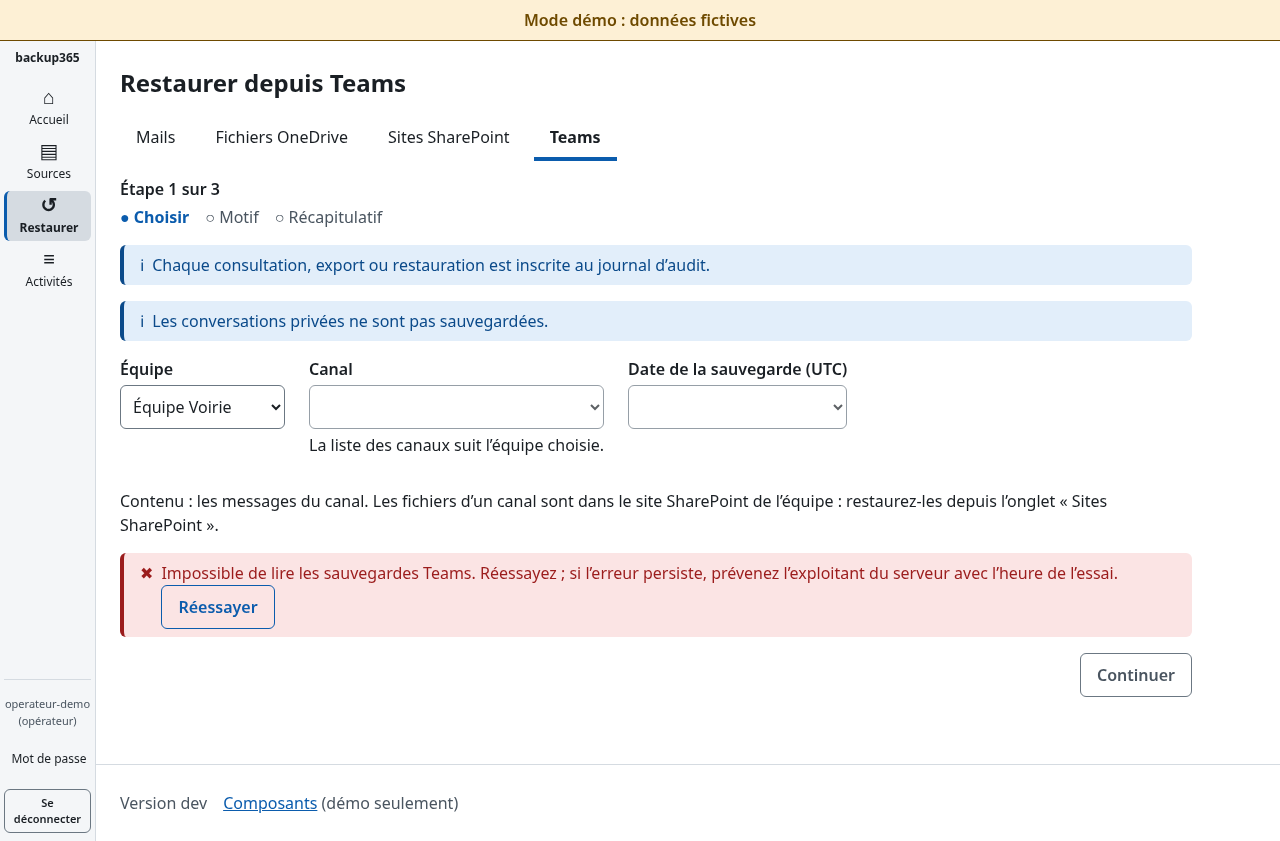 Mode démo : données fictives
backup365
Accueil
Sources
Restaurer
Activités
operateur-demo
(opérateur)
Mot de passe
Se
déconnecter
Restaurer depuis Teams
Mails
Fichiers OneDrive
Sites SharePoint
Teams
Étape 1 sur 3
● Choisir
○ Motif
○ Récapitulatif
i Chaque consultation, export ou restauration est inscrite au journal d’audit.
i Les conversations privées ne sont pas sauvegardées.
Équipe
Canal
Date de la sauvegarde (UTC)
Équipe Voirie
La liste des canaux suit l’équipe choisie.
Contenu : les messages du canal. Les fichiers d’un canal sont dans le site SharePoint de l’équipe : restaurez-les depuis l’onglet « Sites
SharePoint ».
✖ Impossible de lire les sauvegardes Teams. Réessayez ; si l’erreur persiste, prévenez l’exploitant du serveur avec l’heure de l’essai.
Réessayer
Continuer
Version dev
Composants (démo seulement)